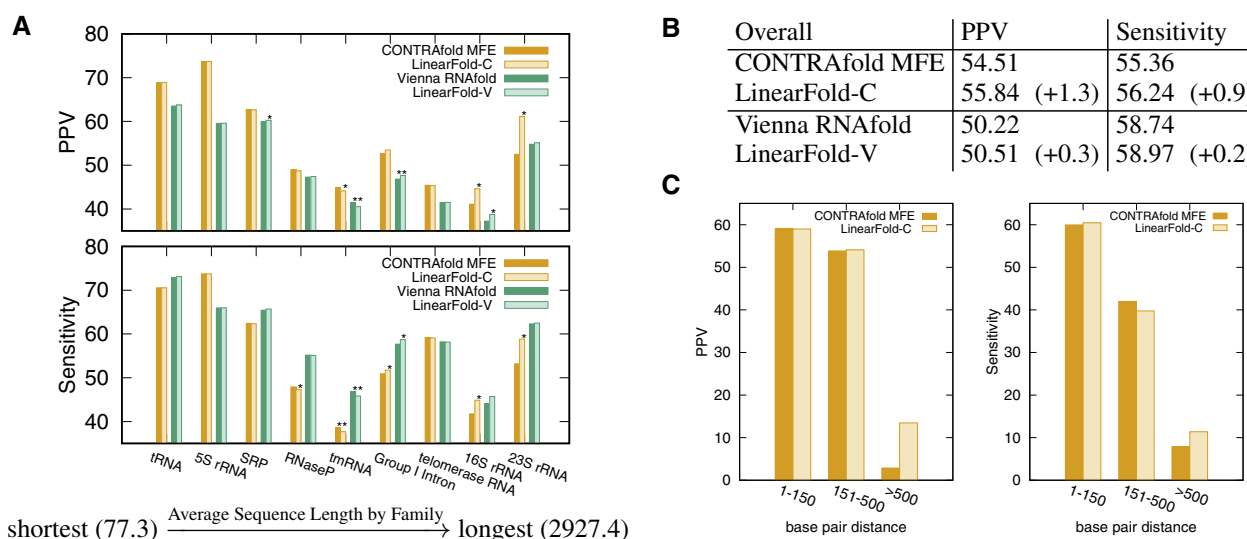 A
80
70
60
50
40
PPV
CONTRAfold MFE
LinearFold-C
Vienna RNAfold
LinearFold-V
*
*
**
**
*
*
*
80
70
60
50
40
Sensitivity
CONTRAfold MFE
LinearFold-C
Vienna RNAfold
LinearFold-V
*
**
**
*
*
*
*
tRNA
5S rRNA
SRP
RNaseP
tmRNA
Group I Intron
telomerase RNA
16S rRNA
23S rRNA
shortest (77.3) Average Sequence Length by Family longest (2927.4)
B
Overall PPV Sensitivity
CONTRAfold MFE 54.51 55.36
LinearFold-C 55.84 (+1.3) 56.24 (+0.9)
Vienna RNAfold 50.22 58.74
LinearFold-V 50.51 (+0.3) 58.97 (+0.2)
C
60
50
40
30
20
10
0
PPV
CONTRAfold MFE
LinearFold-C
1-150
151-500
>500
base pair distance
60
50
40
30
20
10
0
Sensitivity
CONTRAfold MFE
LinearFold-C
1-150
151-500
>500
base pair distance